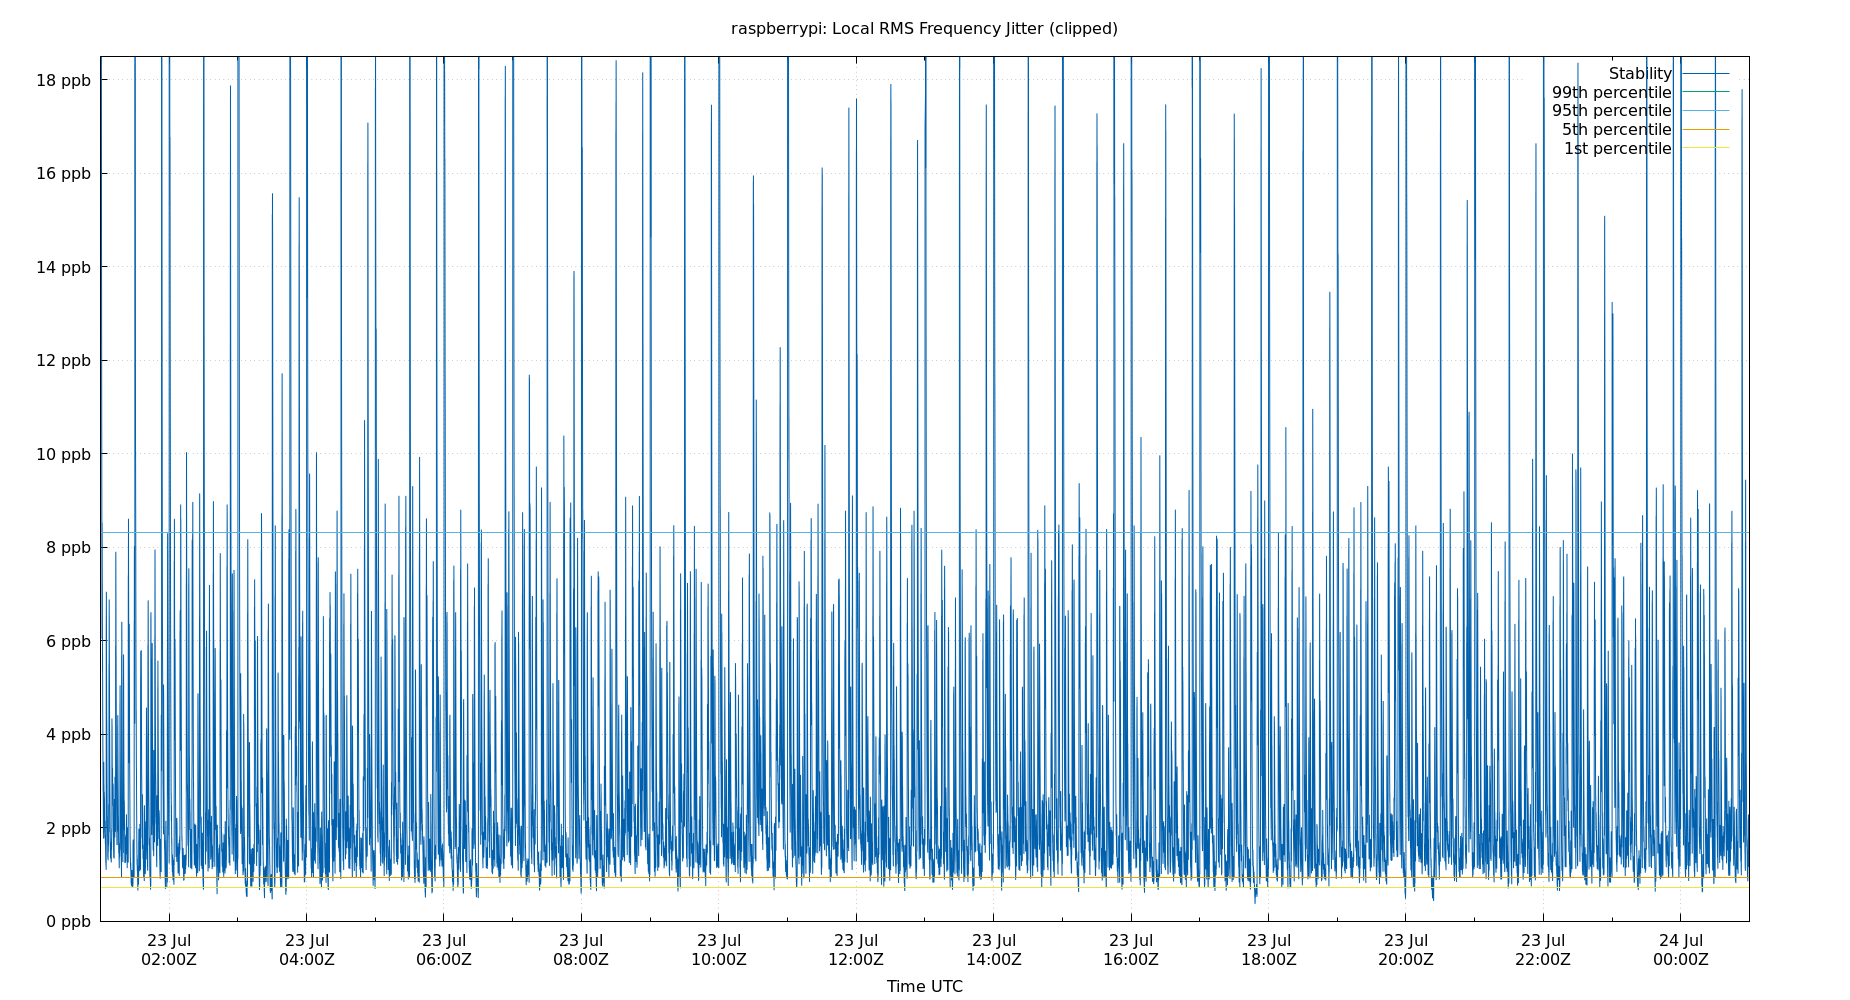 raspberrypi: Local RMS Frequency Jitter (clipped)
18 ppb
16 ppb
14 ppb
12 ppb
10 ppb
8 ppb
6 ppb
4 ppb
2 ppb
0 ppb
Stability
99th percentile
95th percentile
5th percentile
1st percentile
23 Jul
02:00Z
23 Jul
04:00Z
23 Jul
06:00Z
23 Jul
08:00Z
23 Jul
10:00Z
23 Jul
12:00Z
23 Jul
14:00Z
23 Jul
16:00Z
23 Jul
18:00Z
23 Jul
20:00Z
23 Jul
22:00Z
24 Jul
00:00Z
Time UTC